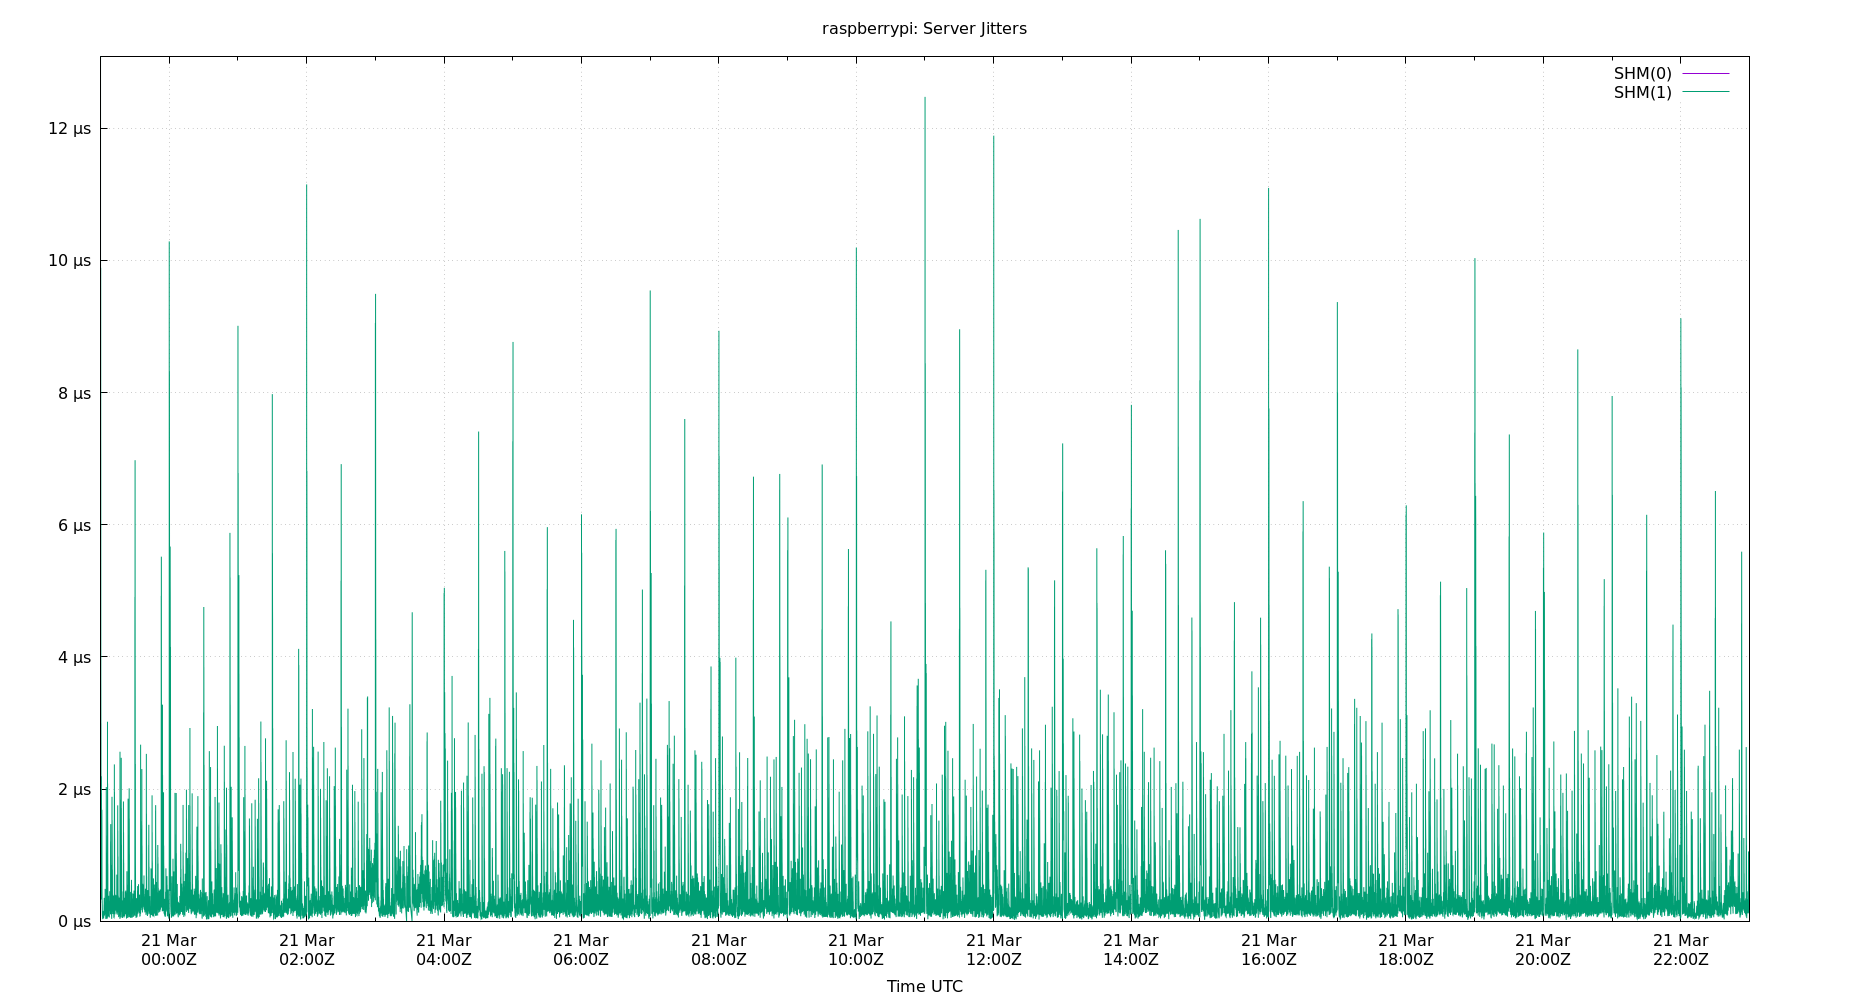 raspberrypi: Server Jitters
SHM(0)
SHM(1)
12 µs
10 µs
8 µs
6 µs
4 µs
2 µs
0 µs
21 Mar 21 Mar 21 Mar 21 Mar 21 Mar 21 Mar 21 Mar 21 Mar 21 Mar 21 Mar 21 Mar 21 Mar
00:00Z 02:00Z 04:00Z 06:00Z 08:00Z 10:00Z 12:00Z 14:00Z 16:00Z 18:00Z 20:00Z 22:00Z
Time UTC